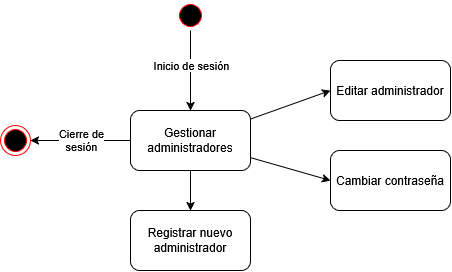 Inicio de sesión
Editar administrador
Cierre de
sesión
Gestionar
administradores
Cambiar contraseña
Registrar nuevo
administrador